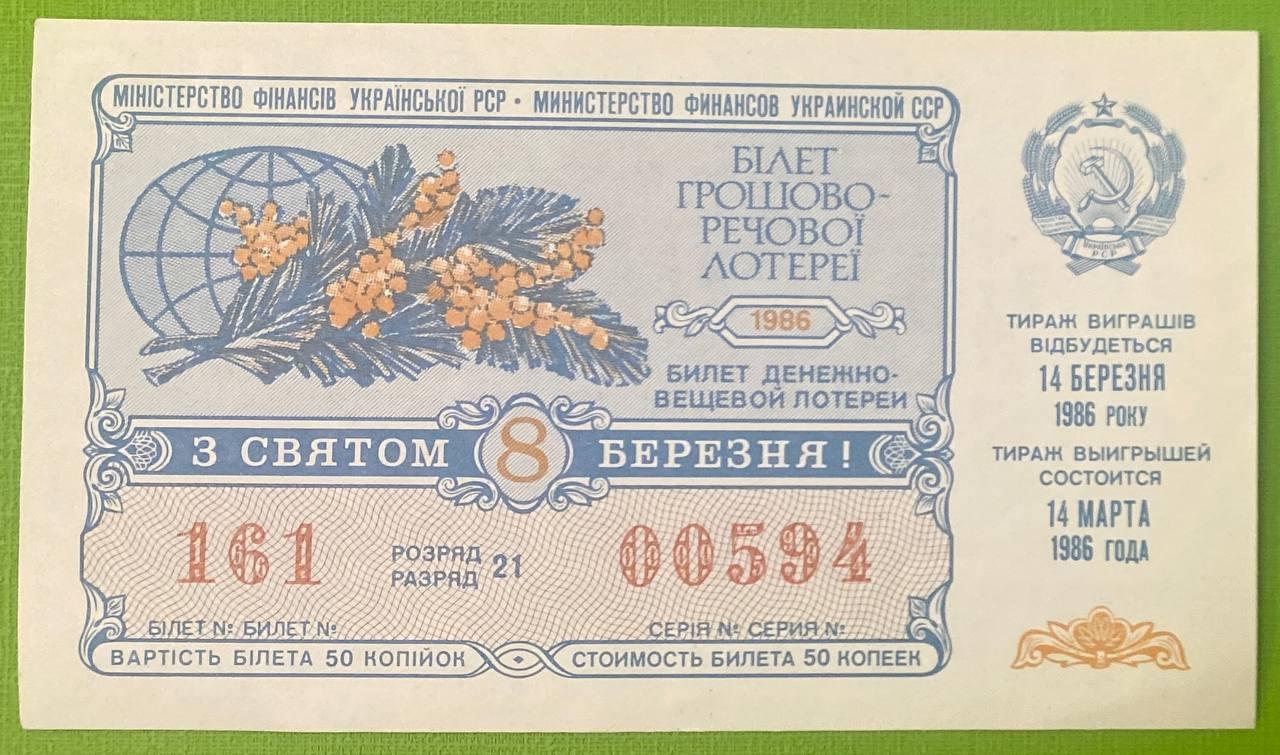 МІНІСТЕРСТВО ФІНАНСІВ УКРАЇНСЬКОЇ РСР · МИНИСТЕРСТВО ФИНАНСОВ УКРАИНСКОЙ ССР
БІЛЕТ
ГРОШОВО-
РЕЧОВОЇ
ЛОТЕРЕЇ
1986
БИЛЕТ ДЕНЕЖНО-
ВЕЩЕВОЙ ЛОТЕРЕИ
З СВЯТОМ 8 БЕРЕЗНЯ!
161
РОЗРЯД
РАЗРЯД
21
00594
БІЛЕТ № БИЛЕТ №
СЕРІЯ № СЕРИЯ №
ВАРТІСТЬ БІЛЕТА 50 КОПІЙОК
СТОИМОСТЬ БИЛЕТА 50 КОПЕЕК
УКРАЇНСЬКА
РСР
ТИРАЖ ВИГРАШІВ
ВІДБУДЕТЬСЯ
14 БЕРЕЗНЯ
1986 РОКУ
ТИРАЖ ВЫИГРЫШЕЙ
СОСТОИТСЯ
14 МАРТА
1986 ГОДА